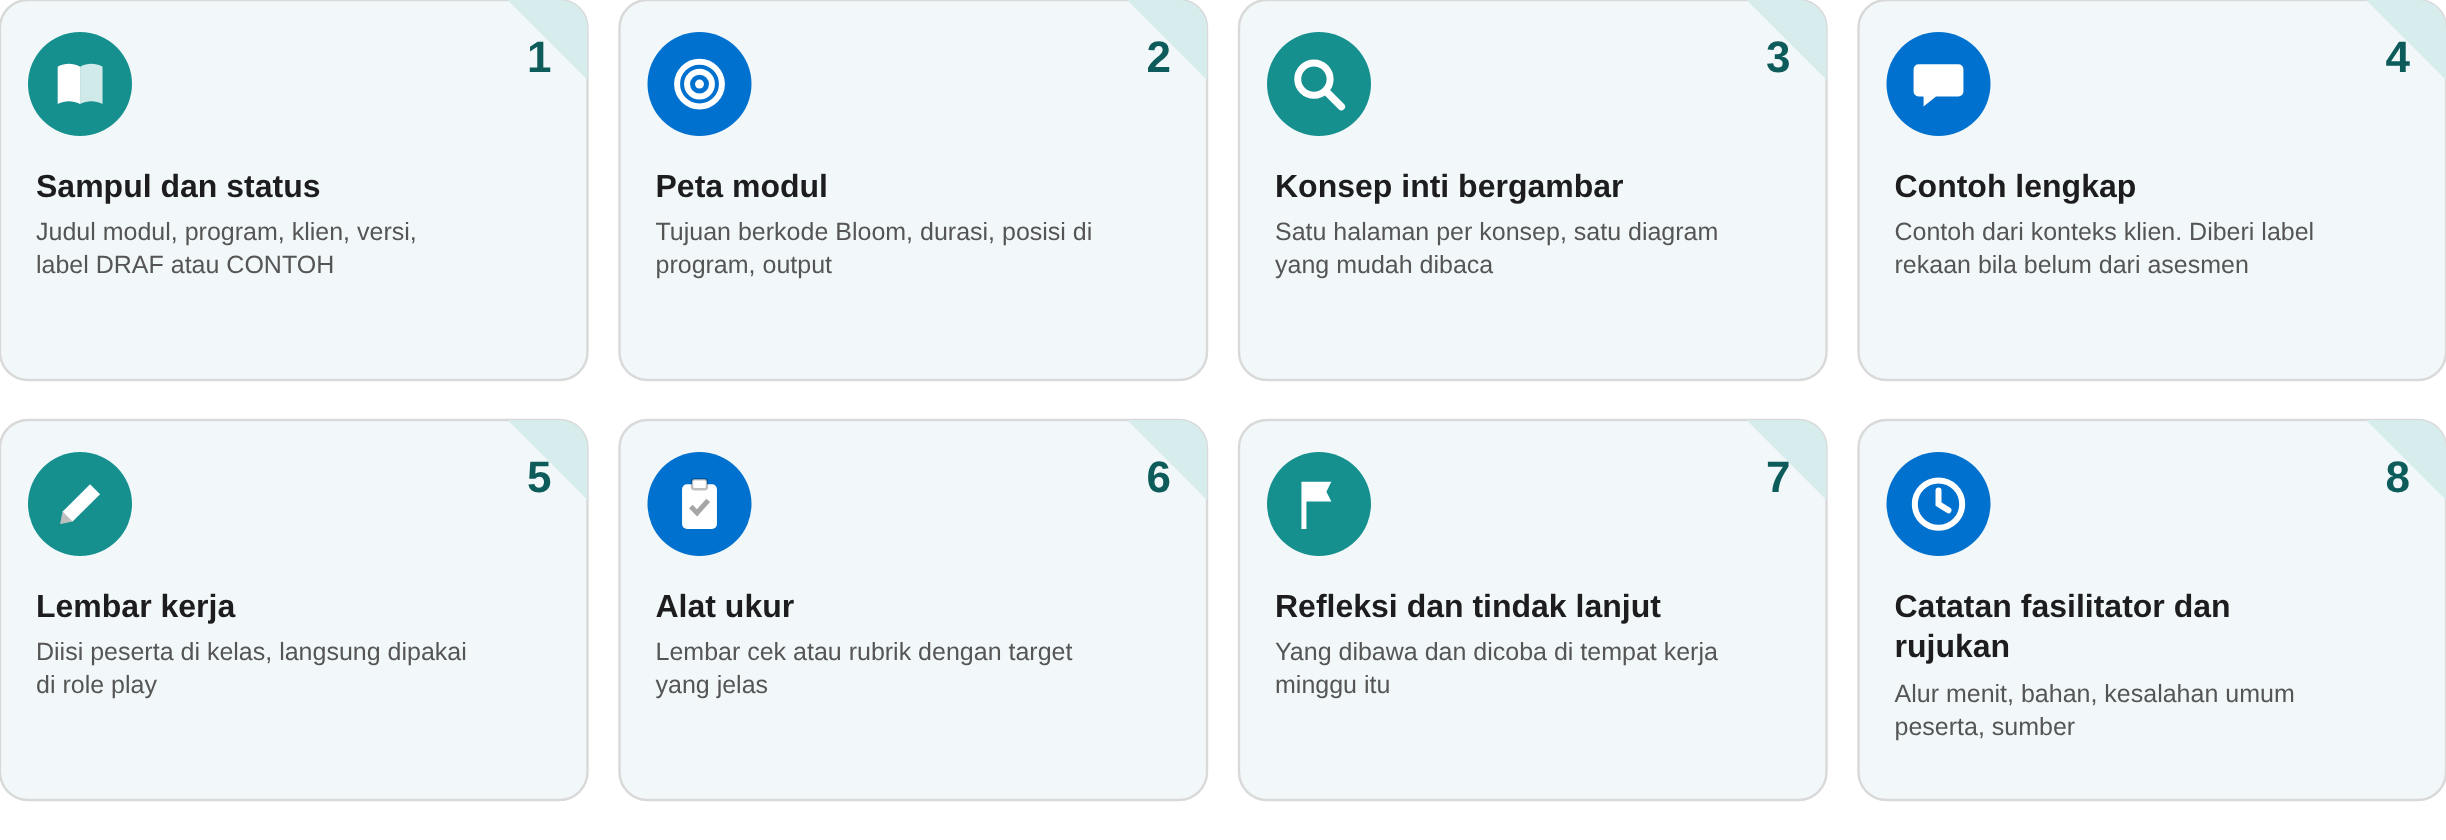 1
Sampul dan status
Judul modul, program, klien, versi,
label DRAF atau CONTOH
2
Peta modul
Tujuan berkode Bloom, durasi, posisi di
program, output
3
Konsep inti bergambar
Satu halaman per konsep, satu diagram
yang mudah dibaca
4
Contoh lengkap
Contoh dari konteks klien. Diberi label
rekaan bila belum dari asesmen
5
Lembar kerja
Diisi peserta di kelas, langsung dipakai
di role play
6
Alat ukur
Lembar cek atau rubrik dengan target
yang jelas
7
Refleksi dan tindak lanjut
Yang dibawa dan dicoba di tempat kerja
minggu itu
8
Catatan fasilitator dan
rujukan
Alur menit, bahan, kesalahan umum
peserta, sumber